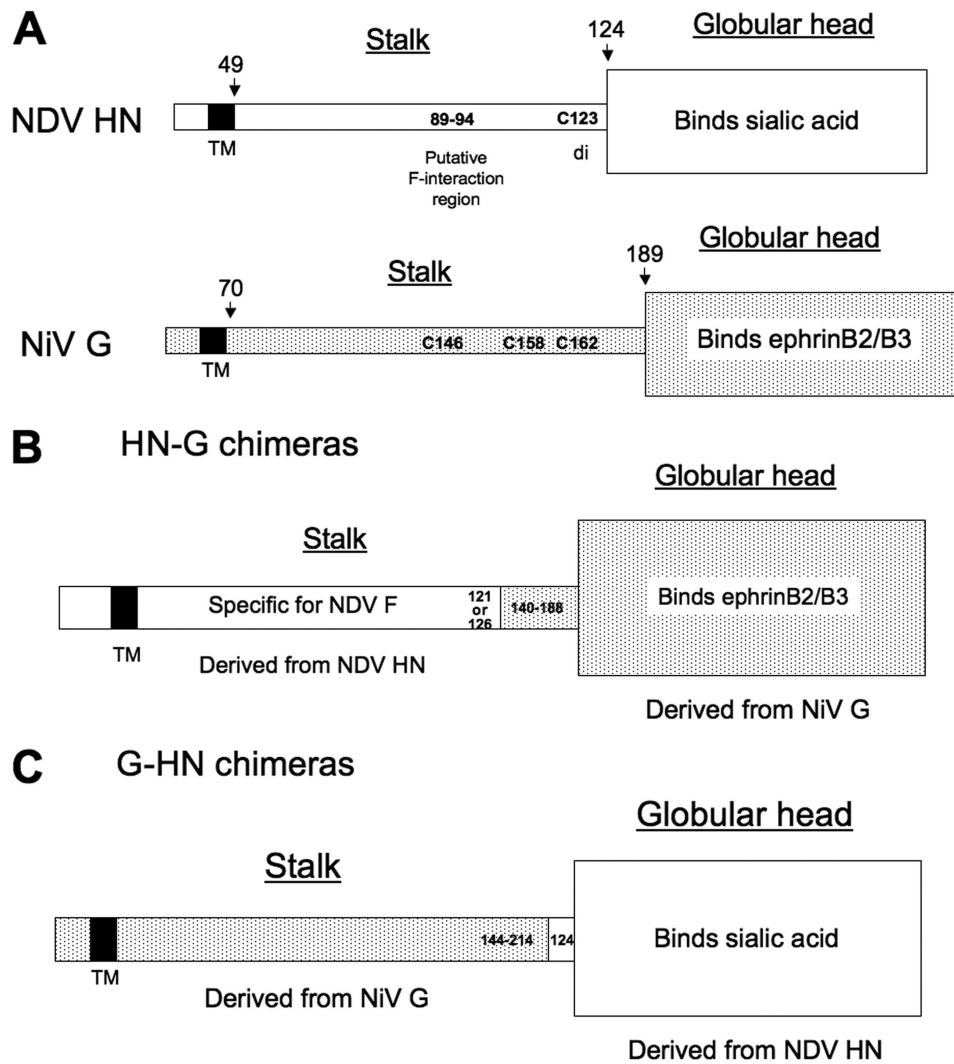 A
Stalk
Globular head
49
124
NDV HN
89-94
C123
Binds sialic acid
TM
di
Putative
F-interaction
region
Globular head
Stalk
189
70
NiV G
C146 C158 C162
Binds ephrinB2/B3
TM
B HN-G chimeras
Globular head
Stalk
Specific for NDV F
121
or
126
140-188
Binds ephrinB2/B3
TM
Derived from NDV HN
Derived from NiV G
C G-HN chimeras
Globular head
Stalk
144-214
124
Binds sialic acid
TM
Derived from NiV G
Derived from NDV HN